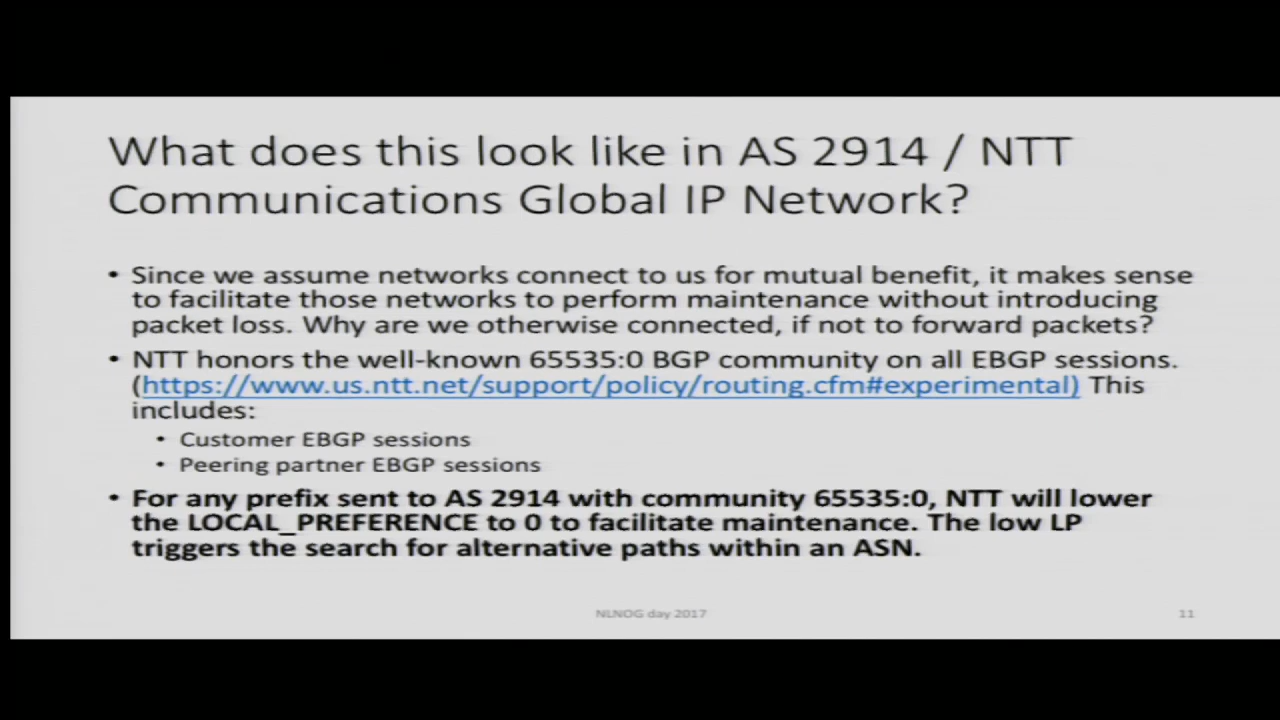 What does this look like in AS 2914 / NTT
Communications Global IP Network?
• Since we assume networks connect to us for mutual benefit, it makes sense
to facilitate those networks to perform maintenance without introducing
packet loss. Why are we otherwise connected, if not to forward packets?
• NTT honors the well-known 65535:0 BGP community on all EBGP sessions.
(https://www.us.ntt.net/support/policy/routing.cfm#experimental) This
includes:
• Customer EBGP sessions
• Peering partner EBGP sessions
• For any prefix sent to AS 2914 with community 65535:0, NTT will lower
the LOCAL_PREFERENCE to 0 to facilitate maintenance. The low LP
triggers the search for alternative paths within an ASN.
NLNOG day 2017
11